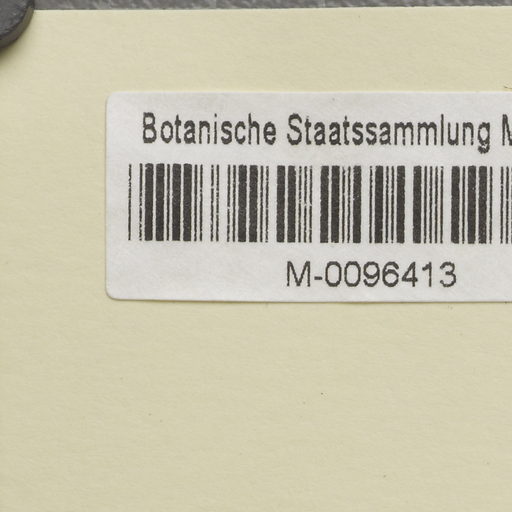 Botanische Staatssammlung
M-0096413